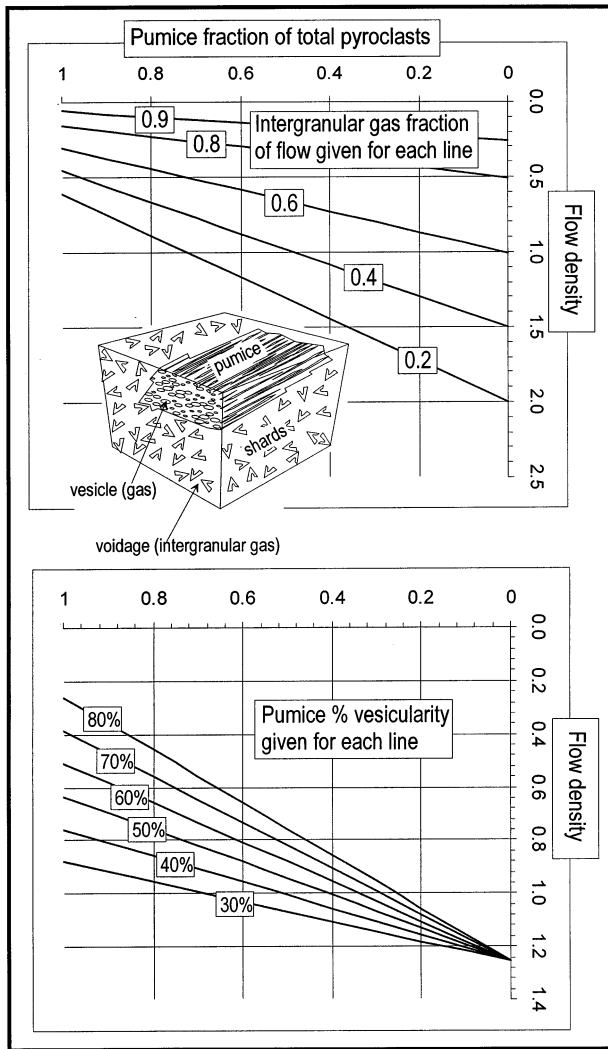 Pumice fraction of total pyroclasts
1 0.8 0.6 0.4 0.2 0
0.0
0.5
1.0
1.5
2.0
2.5
Flow density
0.9
0.8
0.6
0.4
0.2
Intergranular gas fraction
of flow given for each line
pumice
shards
vesicle (gas)
voidage (intergranular gas)
1 0.8 0.6 0.4 0.2 0
0.0
0.2
0.4
0.6
0.8
1.0
1.2
1.4
Flow density
Pumice % vesicularity
given for each line
80%
70%
60%
50%
40%
30%